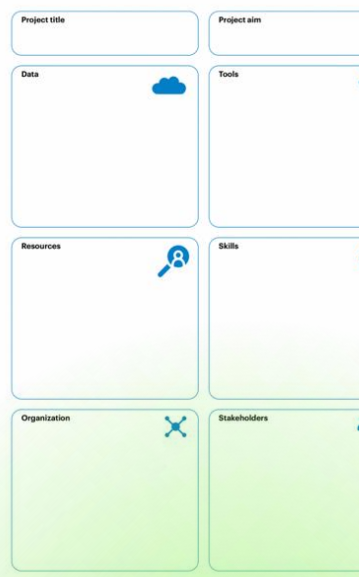 Project title
Project aim
Data
Tools
Resources
Skills
Organization
Stakeholders